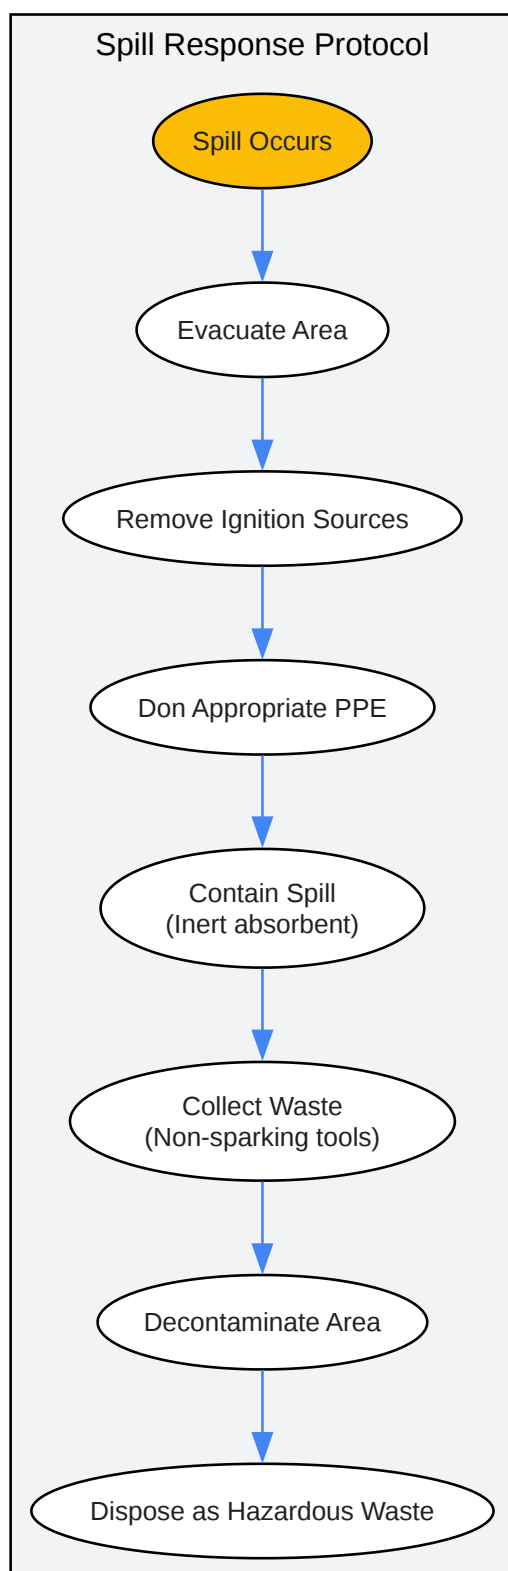 Spill Response Protocol
Spill Occurs
Evacuate Area
Remove Ignition Sources
Don Appropriate PPE
Contain Spill
(Inert absorbent)
Collect Waste
(Non-sparking tools)
Decontaminate Area
Dispose as Hazardous Waste